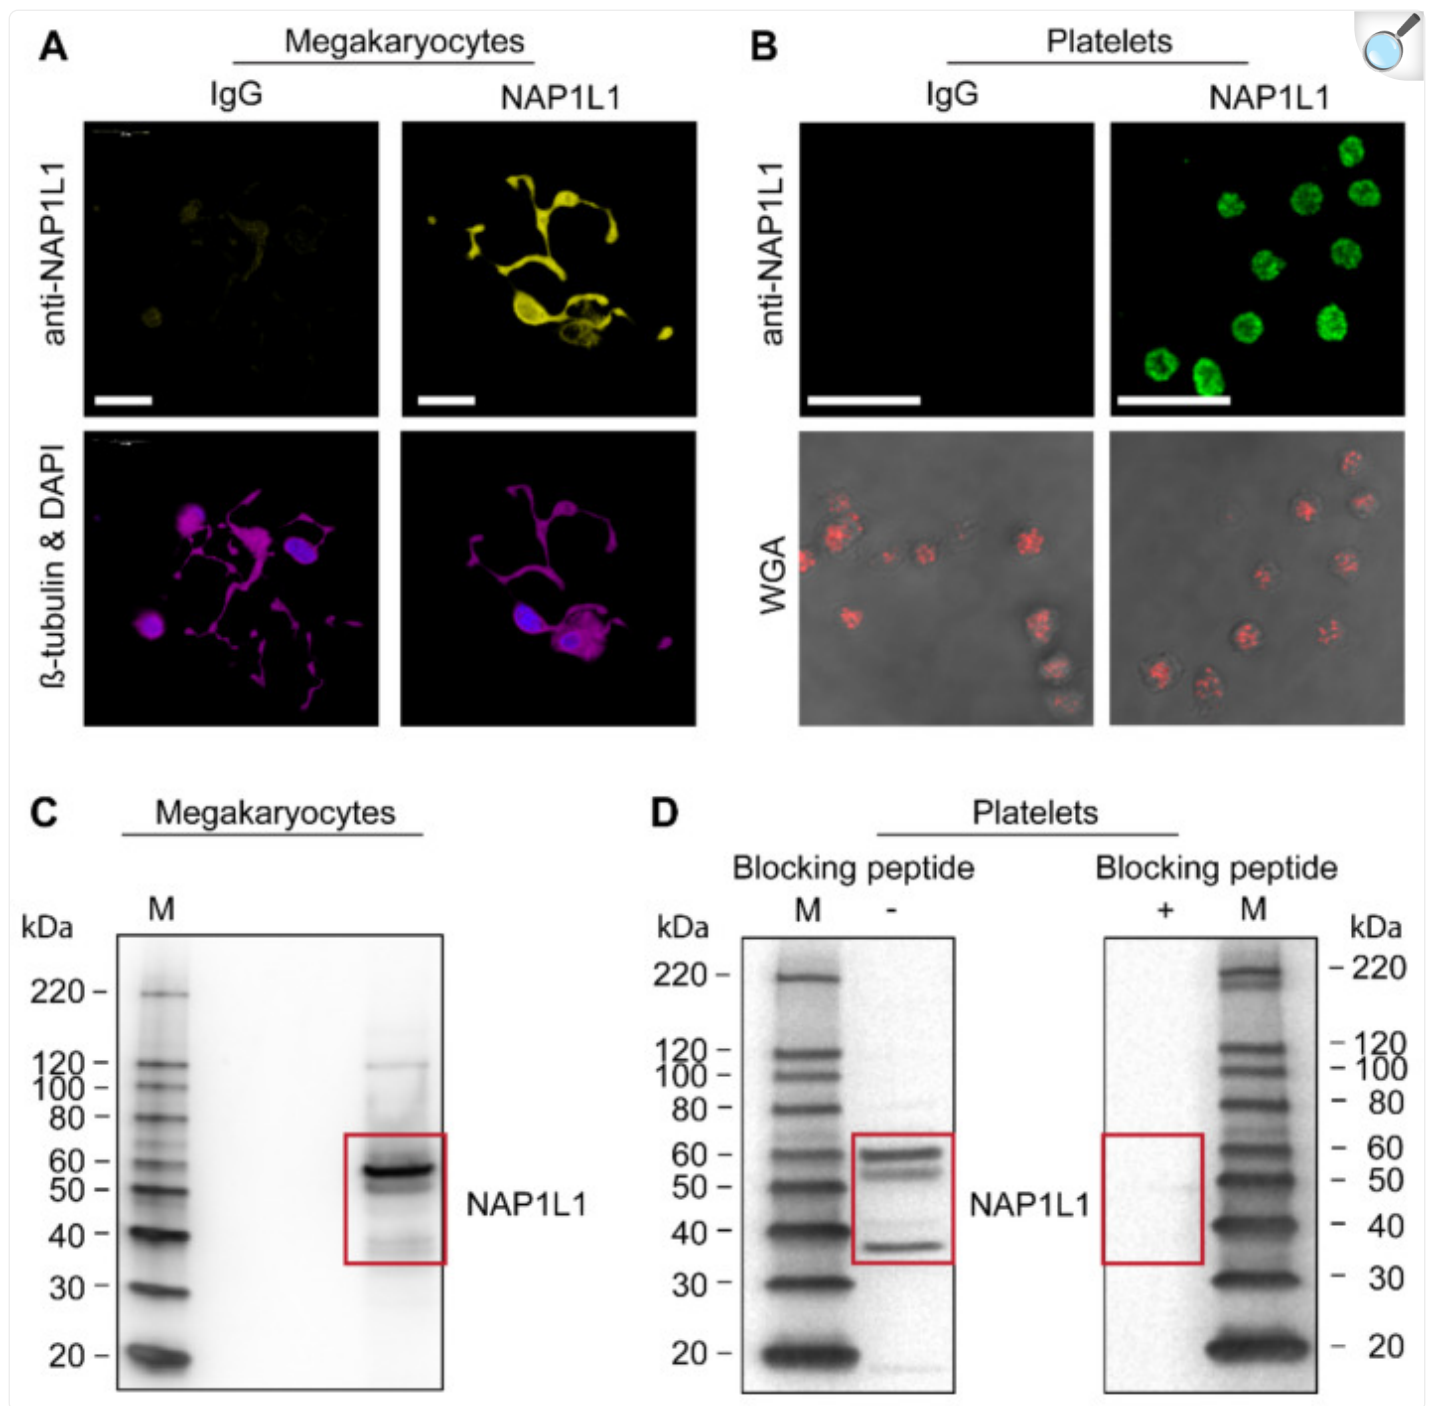 A
Megakaryocytes
IgG
NAP1L1
anti-NAP1L1
ß-tubulin & DAPI
B
Platelets
IgG
NAP1L1
anti-NAP1L1
WGA
C
Megakaryocytes
kDa
M
220
120
100
80
60
50
40
30
20
NAP1L1
D
Platelets
Blocking peptide
Blocking peptide
kDa
M
-
+
M
kDa
220
120
100
80
60
50
40
30
20
NAP1L1
220
120
100
80
60
50
40
30
20